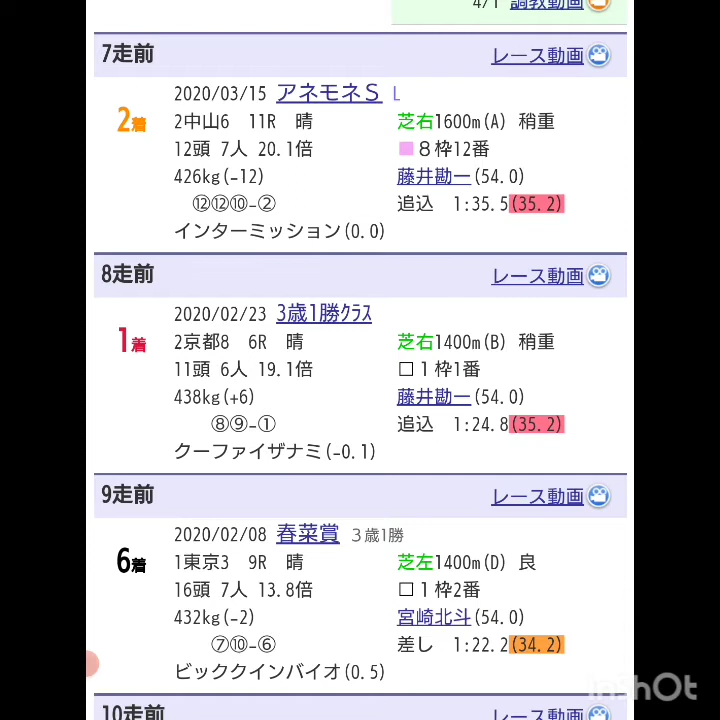 4/1 調教動画
7走前 レース動画
2着
2020/03/15 アネモネS L
2中山6 11R 晴 芝右1600m(A) 稍重
12頭 7人 20.1倍 8枠12番
426kg(-12) 藤井勘一(54.0)
⑫⑫⑩-② 追込 1:35.5(35.2)
インターミッション(0.0)
8走前 レース動画
1着
2020/02/23 3歳1勝ｸﾗｽ
2京都8 6R 晴 芝右1400m(B) 稍重
11頭 6人 19.1倍 1枠1番
438kg(+6) 藤井勘一(54.0)
⑧⑨-① 追込 1:24.8(35.2)
クーファイザナミ(-0.1)
9走前 レース動画
6着
2020/02/08 春菜賞 3歳1勝
1東京3 9R 晴 芝左1400m(D) 良
16頭 7人 13.8倍 1枠2番
432kg(-2) 宮崎北斗(54.0)
⑦⑩-⑥ 差し 1:22.2(34.2)
ビッククインバイオ(0.5)
10走前 レース動画
InShOt